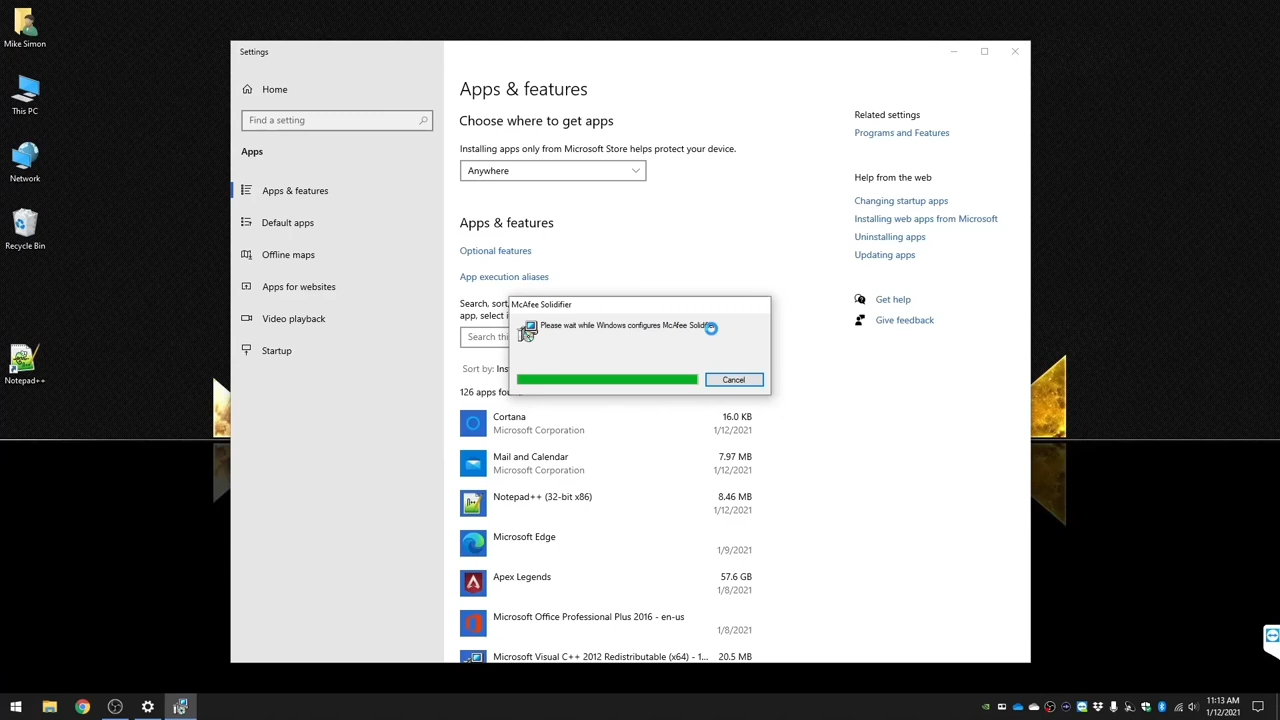 Mike Simon
This PC
Network
Recycle Bin
Notepad++
Settings
Home
Find a setting
Apps
Apps & features
Default apps
Offline maps
Apps for websites
Video playback
Startup
Apps & features
Choose where to get apps
Installing apps only from Microsoft Store helps protect your device.
Anywhere
Apps & features
Optional features
App execution aliases
Search, sort,
app, select i
Search thi
Sort by: Ins
126 apps fou
McAfee Solidifier
Please wait while Windows configures McAfee Solidifier
Cancel
Cortana 16.0 KB
Microsoft Corporation 1/12/2021
Mail and Calendar 7.97 MB
Microsoft Corporation 1/12/2021
Notepad++ (32-bit x86) 8.46 MB
1/12/2021
Microsoft Edge
1/9/2021
Apex Legends 57.6 GB
1/8/2021
Microsoft Office Professional Plus 2016 - en-us
1/8/2021
Microsoft Visual C++ 2012 Redistributable (x64) - 1... 20.5 MB
Related settings
Programs and Features
Help from the web
Changing startup apps
Installing web apps from Microsoft
Uninstalling apps
Updating apps
Get help
Give feedback
11:13 AM
1/12/2021